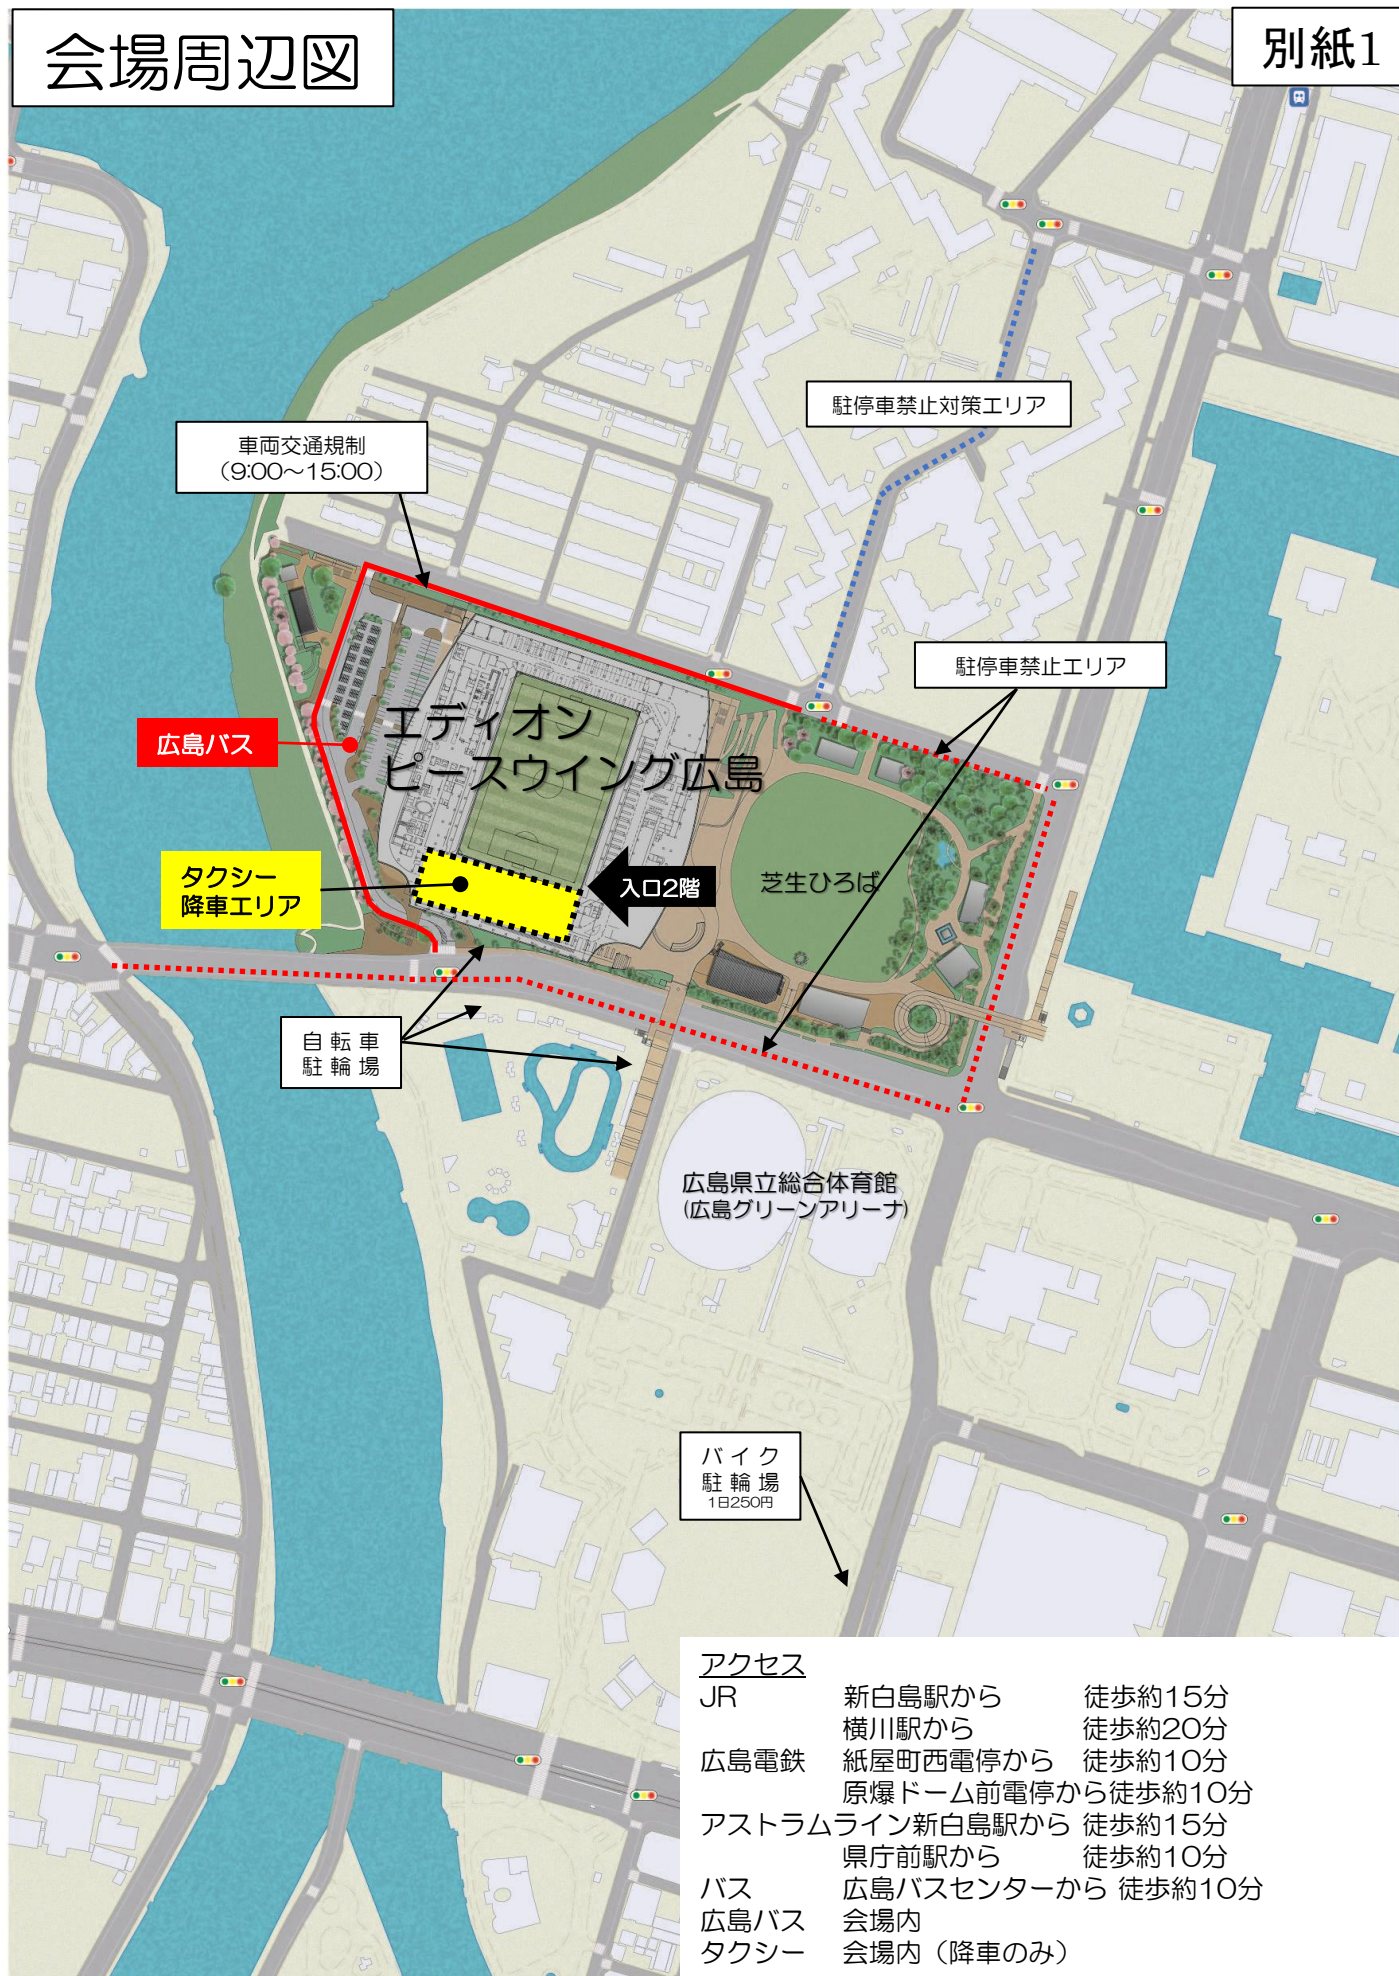 会場周辺図
別紙1
駐停車禁止対策エリア
車両交通規制
（9:00～15:00）
駐停車禁止エリア
広島バス
エディオン
ピースウイング広島
タクシー
降車エリア
入口2階
芝生ひろば
自転車
駐輪場
広島県立総合体育館
(広島グリーンアリーナ)
バイク
駐輪場
1日250円
アクセス
JR 新白島駅から 徒歩約15分
横川駅から 徒歩約20分
広島電鉄 紙屋町西電停から 徒歩約10分
原爆ドーム前電停から徒歩約10分
アストラムライン新白島駅から 徒歩約15分
県庁前駅から 徒歩約10分
バス 広島バスセンターから 徒歩約10分
広島バス 会場内
タクシー 会場内（降車のみ）